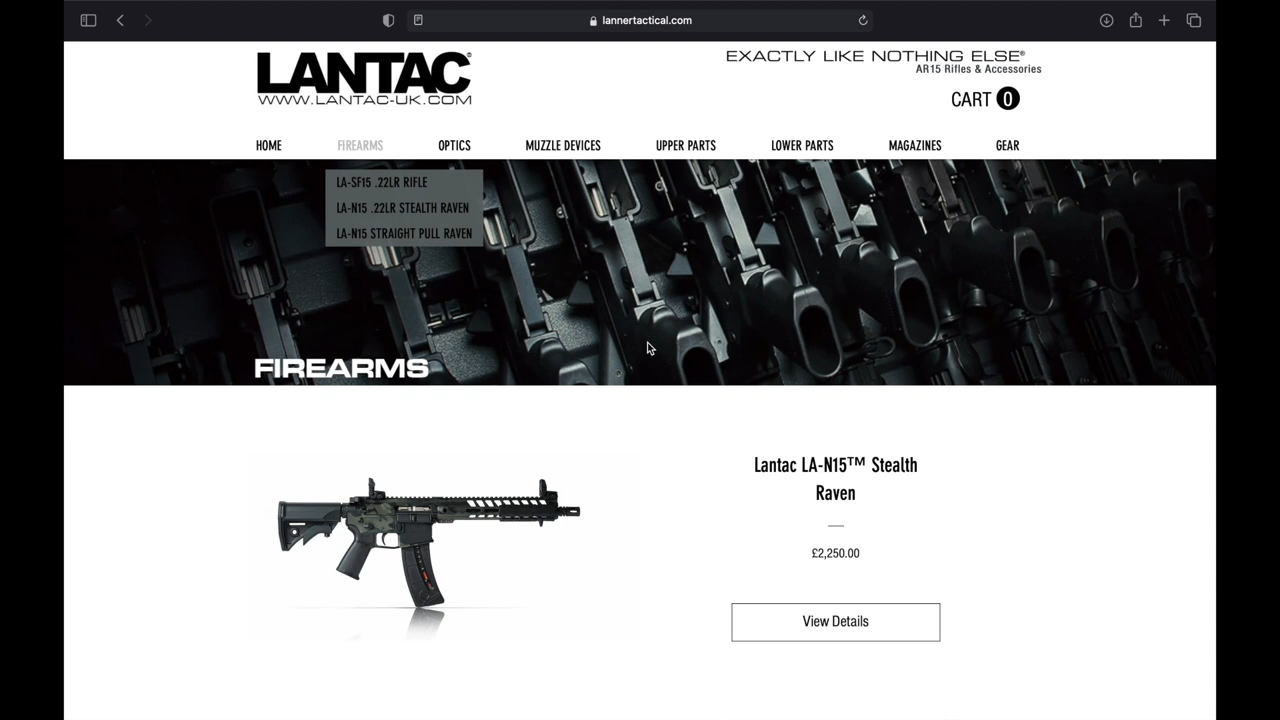 lannertactical.com
LANTAC®
WWW.LANTAC-UK.COM
EXACTLY LIKE NOTHING ELSE®
AR15 Rifles & Accessories
CART 0
HOME FIREARMS OPTICS MUZZLE DEVICES UPPER PARTS LOWER PARTS MAGAZINES GEAR
LA-SF15 .22LR RIFLE
LA-N15 .22LR STEALTH RAVEN
LA-N15 STRAIGHT PULL RAVEN
FIREARMS
Lantac LA-N15™ Stealth
Raven
£2,250.00
View Details